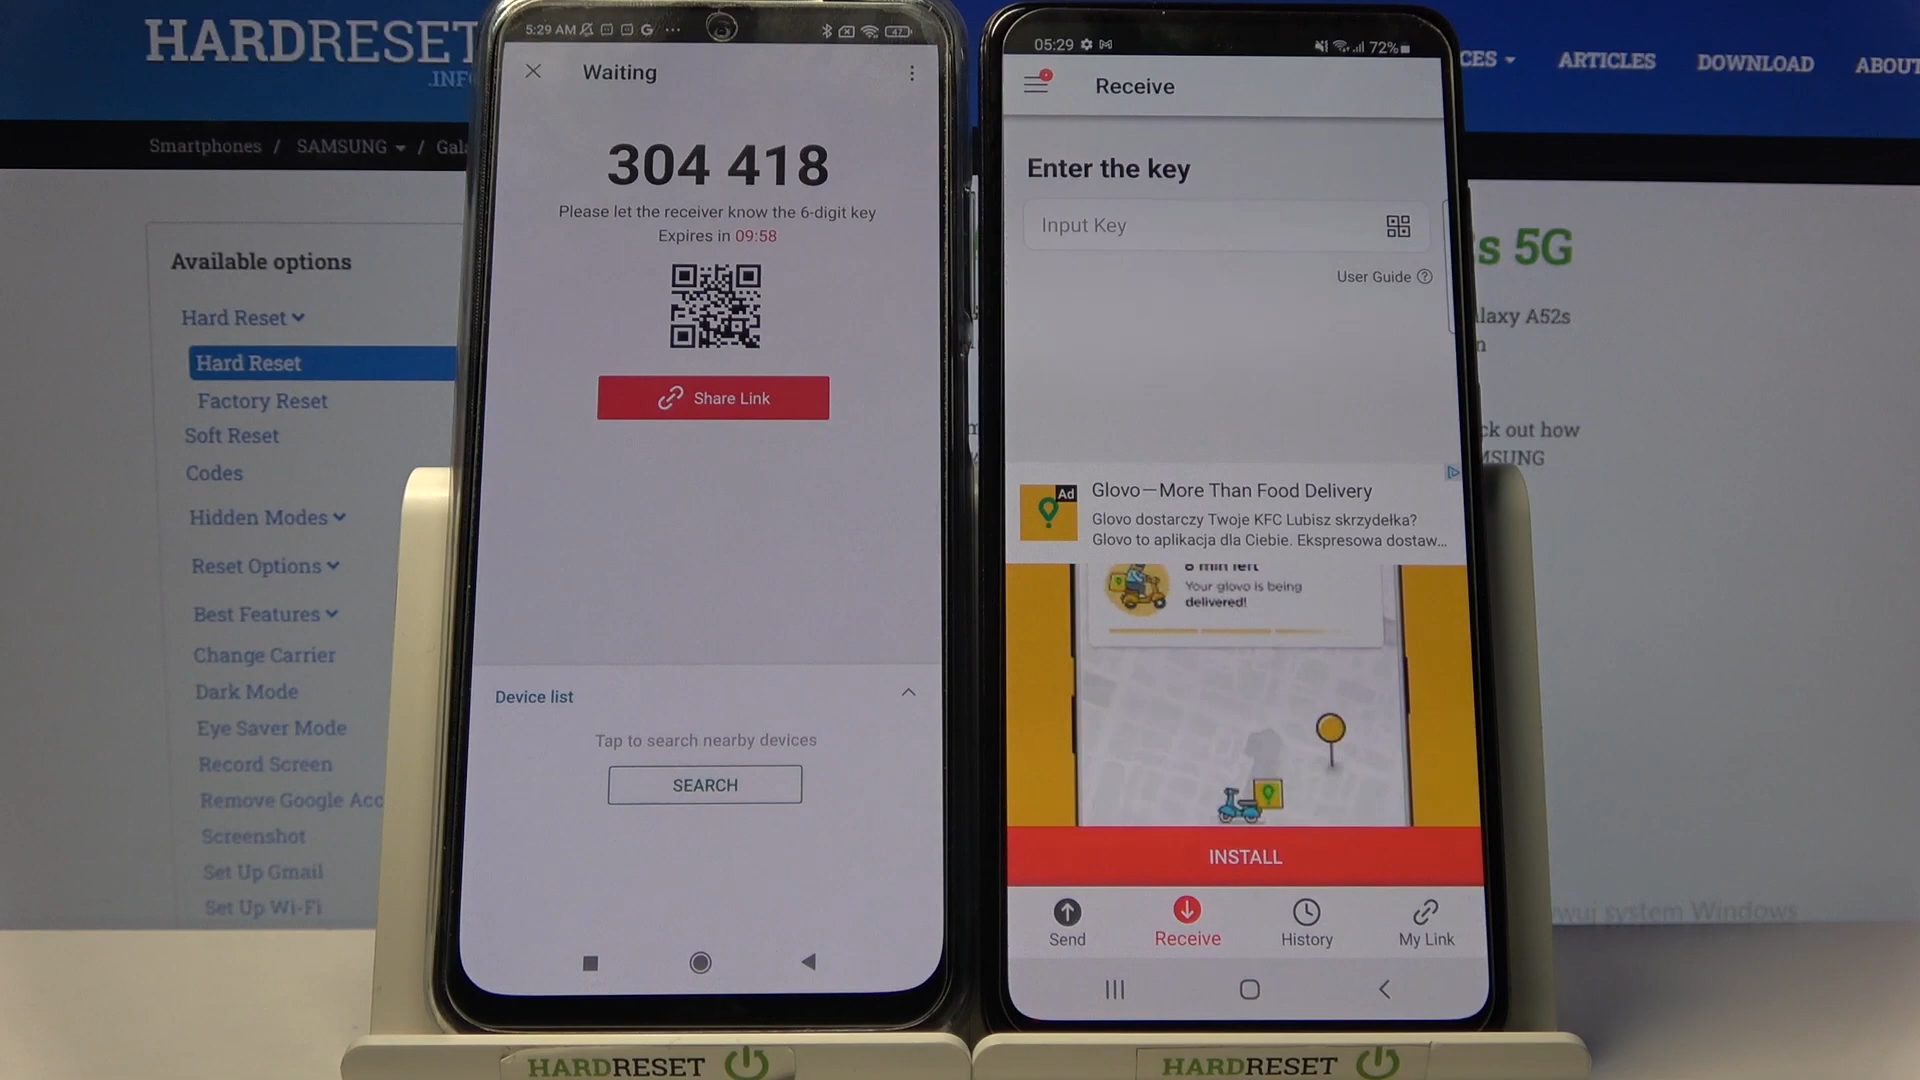 HARDRESET
.INFO
ARTICLES
DOWNLOAD
ABOUT
Smartphones / SAMSUNG /
Available options
Hard Reset
Hard Reset
Factory Reset
Soft Reset
Codes
Hidden Modes
Reset Options
Best Features
Change Carrier
Dark Mode
Eye Saver Mode
Record Screen
Remove Google Acc
Screenshot
Set Up Gmail
Set Up Wi-Fi
5:29 AM
47
Waiting
304 418
Please let the receiver know the 6-digit key
Expires in 09:58
Share Link
Device list
Tap to search nearby devices
SEARCH
05:29
72%
Receive
Enter the key
Input Key
User Guide
Ad
Glovo—More Than Food Delivery
Glovo dostarczy Twoje KFC Lubisz skrzydełka?
Glovo to aplikacja dla Ciebie. Ekspresowa dostaw...
8 min left
Your glovo is being
delivered!
INSTALL
Send
Receive
History
My Link
s 5G
laxy A52s
ck out how
MSUNG
system Windows
HARDRESET
HARDRESET